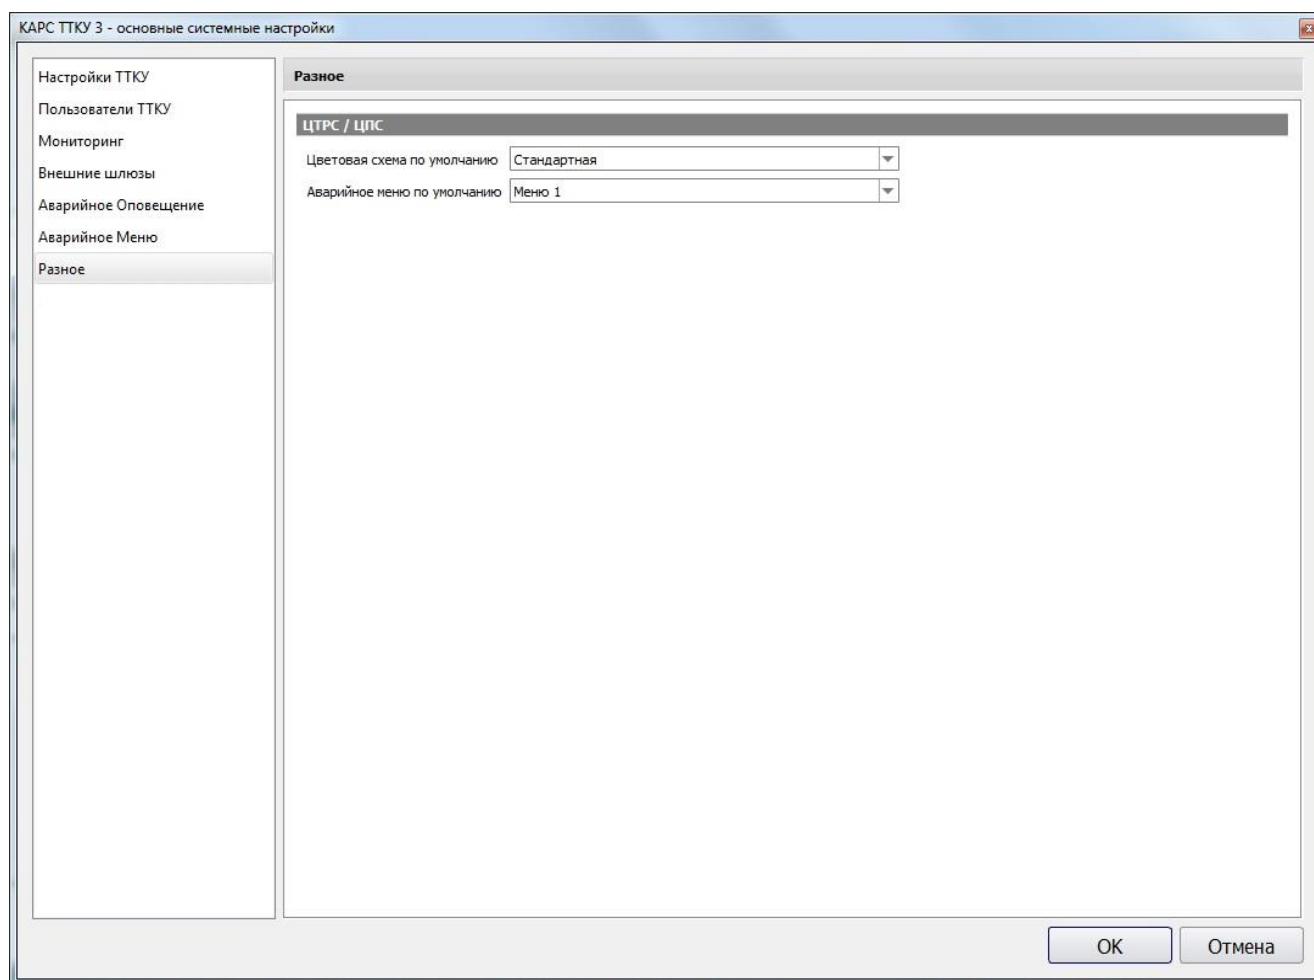 КАРС ТТКУ 3 - основные системные настройки
Настройки ТТКУ
Пользователи ТТКУ
Мониторинг
Внешние шлюзы
Аварийное Оповещение
Аварийное Меню
Разное
Разное
ЦТРС / ЦПС
Цветовая схема по умолчанию Стандартная
Аварийное меню по умолчанию Меню 1
ОК Отмена